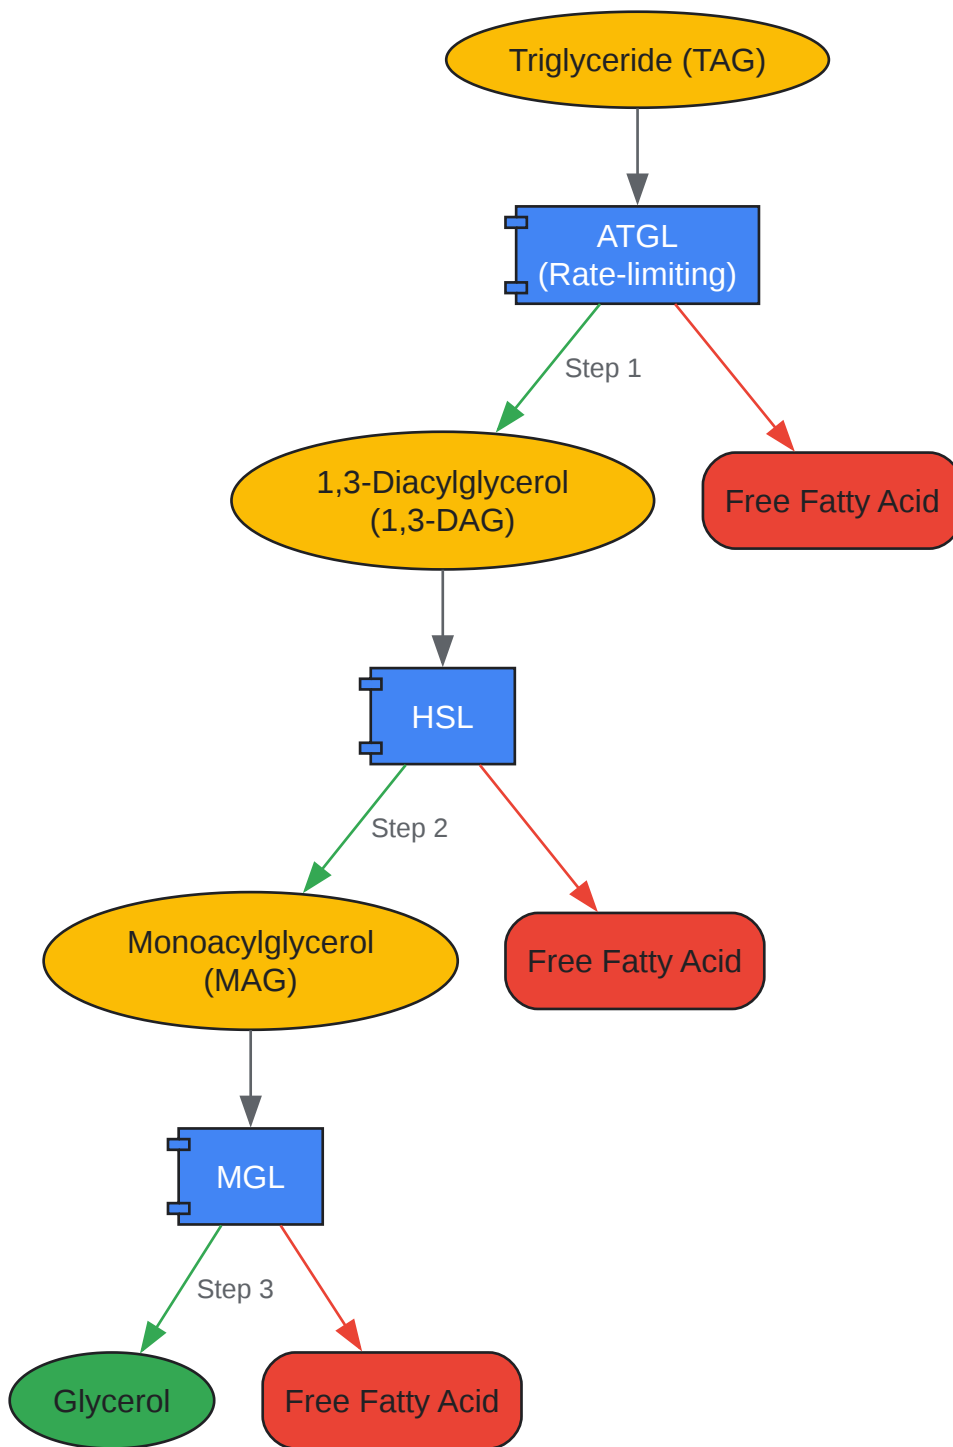 Triglyceride (TAG)
ATGL
(Rate-limiting)
Step 1
1,3-Diacylglycerol
(1,3-DAG)
Free Fatty Acid
HSL
Step 2
Monoacylglycerol
(MAG)
Free Fatty Acid
MGL
Step 3
Glycerol
Free Fatty Acid